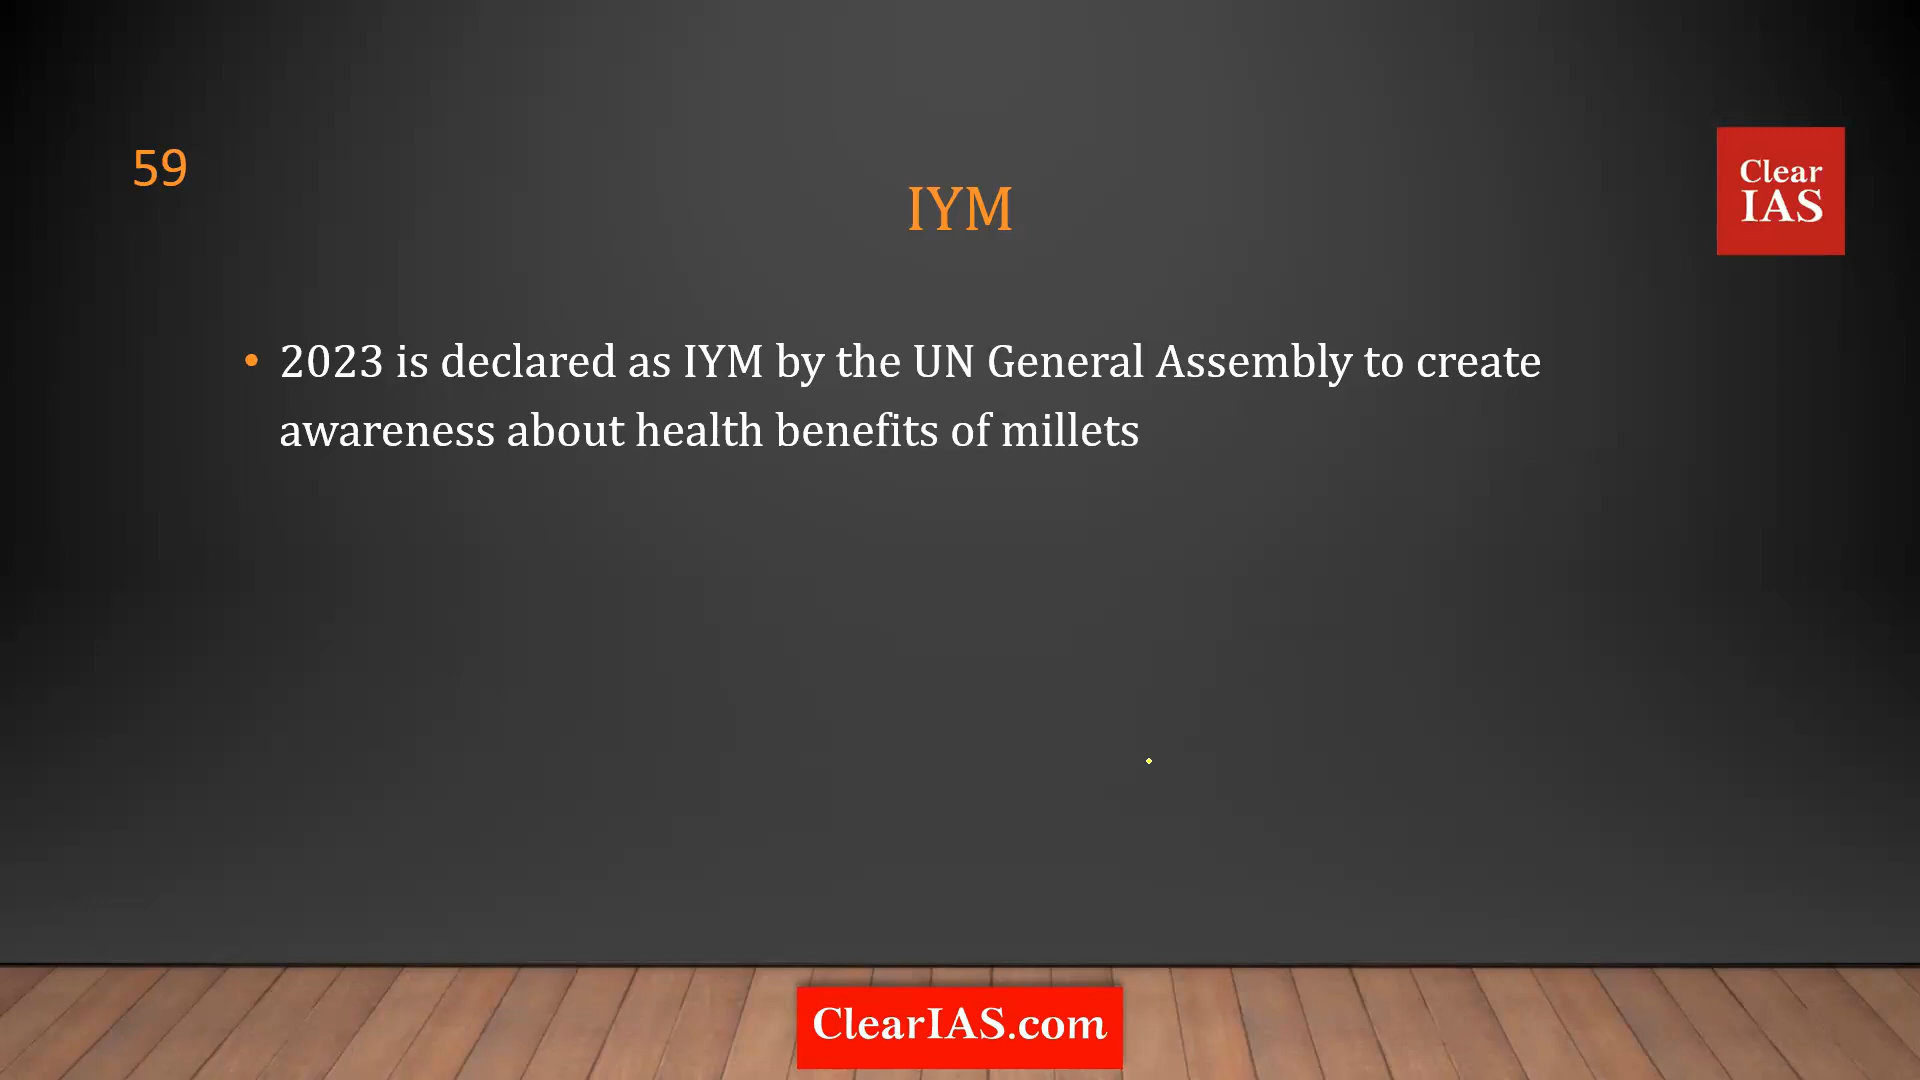 59
IYM
Clear
IAS
• 2023 is declared as IYM by the UN General Assembly to create
awareness about health benefits of millets
ClearIAS.com